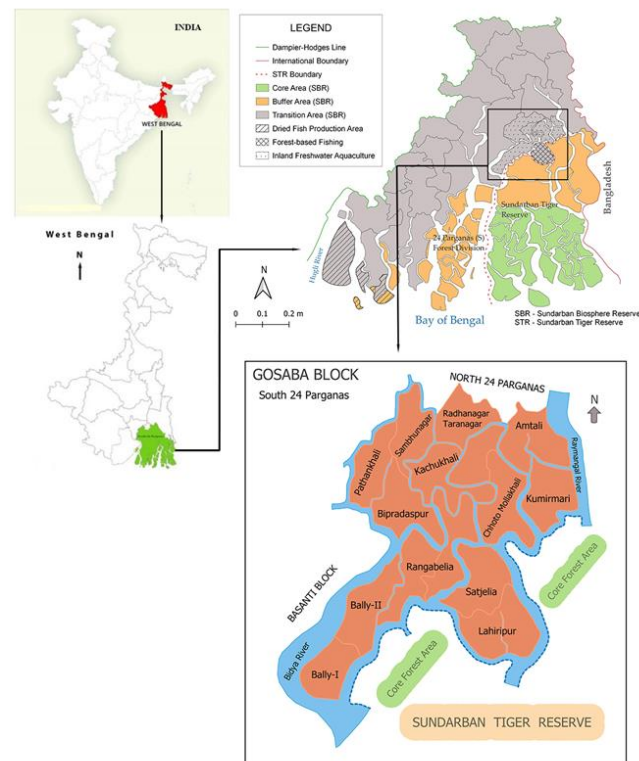 INDIA
WEST BENGAL
LEGEND
Dampier-Hodges Line
International Boundary
STR Boundary
Core Area (SBR)
Buffer Area (SBR)
Transition Area (SBR)
Dried Fish Production Area
Forest-based Fishing
Inland Freshwater Aquaculture
Bangladesh
Sundarban Tiger
Reserve
24 Parganas (S)
Forest Division
Hugli River
Bay of Bengal
SBR - Sundarban Biosphere Reserve
STR - Sundarban Tiger Reserve
West Bengal
N
N
0 0.1 0.2 m
GOSABA BLOCK
South 24 Parganas
NORTH 24 PARGANAS
N
Pathankhali
Sambhunagar
Radhanagar
Taranagar
Amtali
Raymangal River
Kachukhali
Chhoto Mollakhali
Kumirmari
Bipradaspur
Rangabelia
BASANTI BLOCK
Bally-II
Satjelia
Core Forest Area
Bidya River
Bally-I
Lahiripur
Core Forest Area
SUNDARBAN TIGER RESERVE